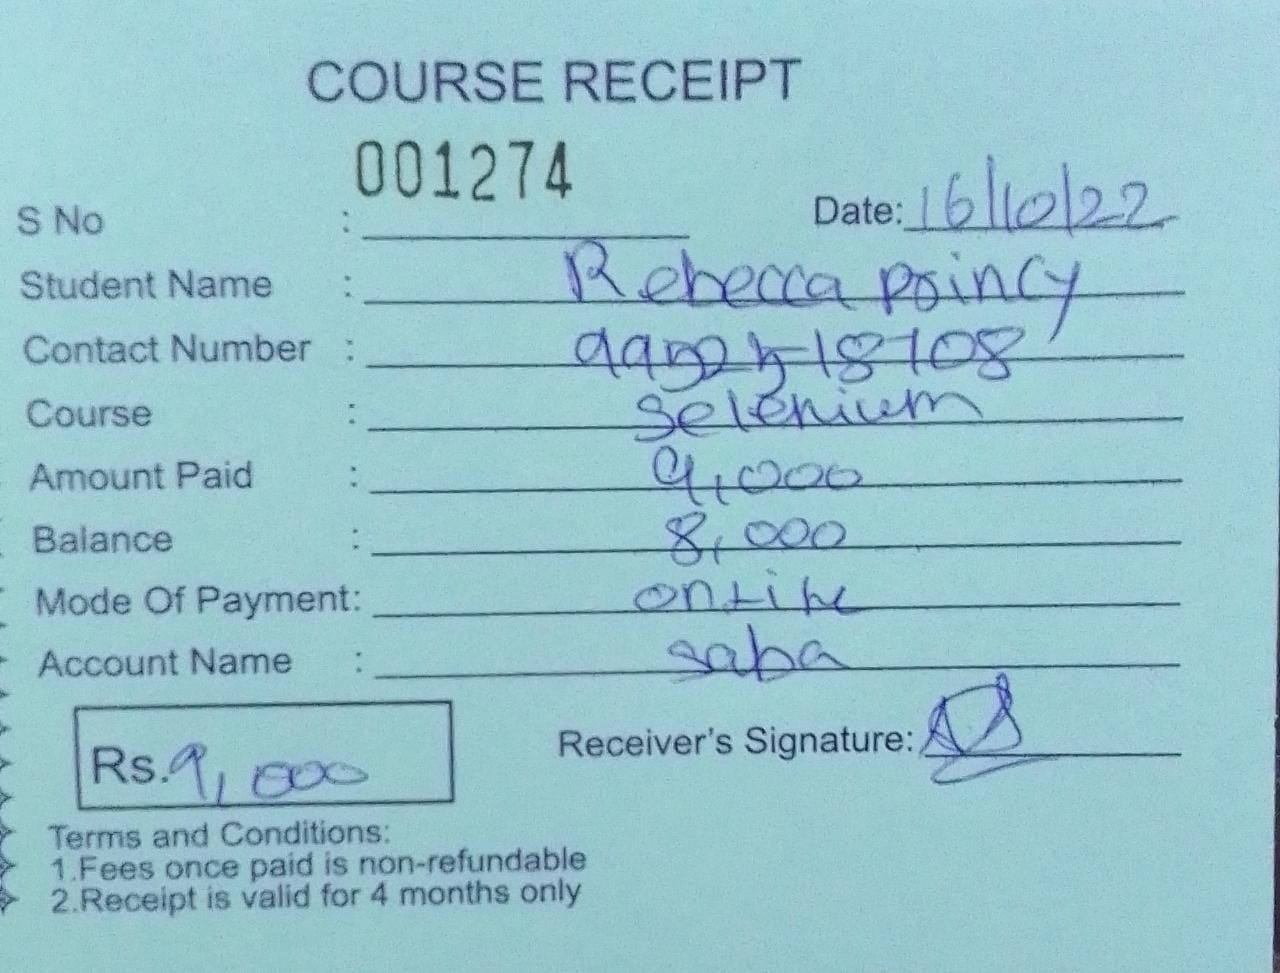 COURSE RECEIPT
001274
S No : Date: 16/10/22
Student Name : Rebecca poincy
Contact Number :
Course : Selenium
Amount Paid : 9,000
Balance : 8,000
Mode Of Payment: online
Account Name : saba
Rs. 9,000 Receiver's Signature:
Terms and Conditions:
1.Fees once paid is non-refundable
2.Receipt is valid for 4 months only